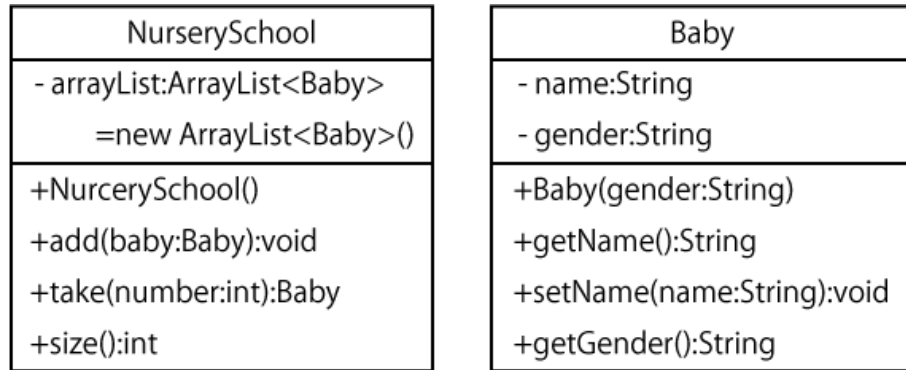 NurserySchool
- arrayList:ArrayList<Baby>
=new ArrayList<Baby>()
+NurcerySchool()
+add(baby:Baby):void
+take(number:int):Baby
+size():int
Baby
- name:String
- gender:String
+Baby(gender:String)
+getName():String
+setName(name:String):void
+getGender():String